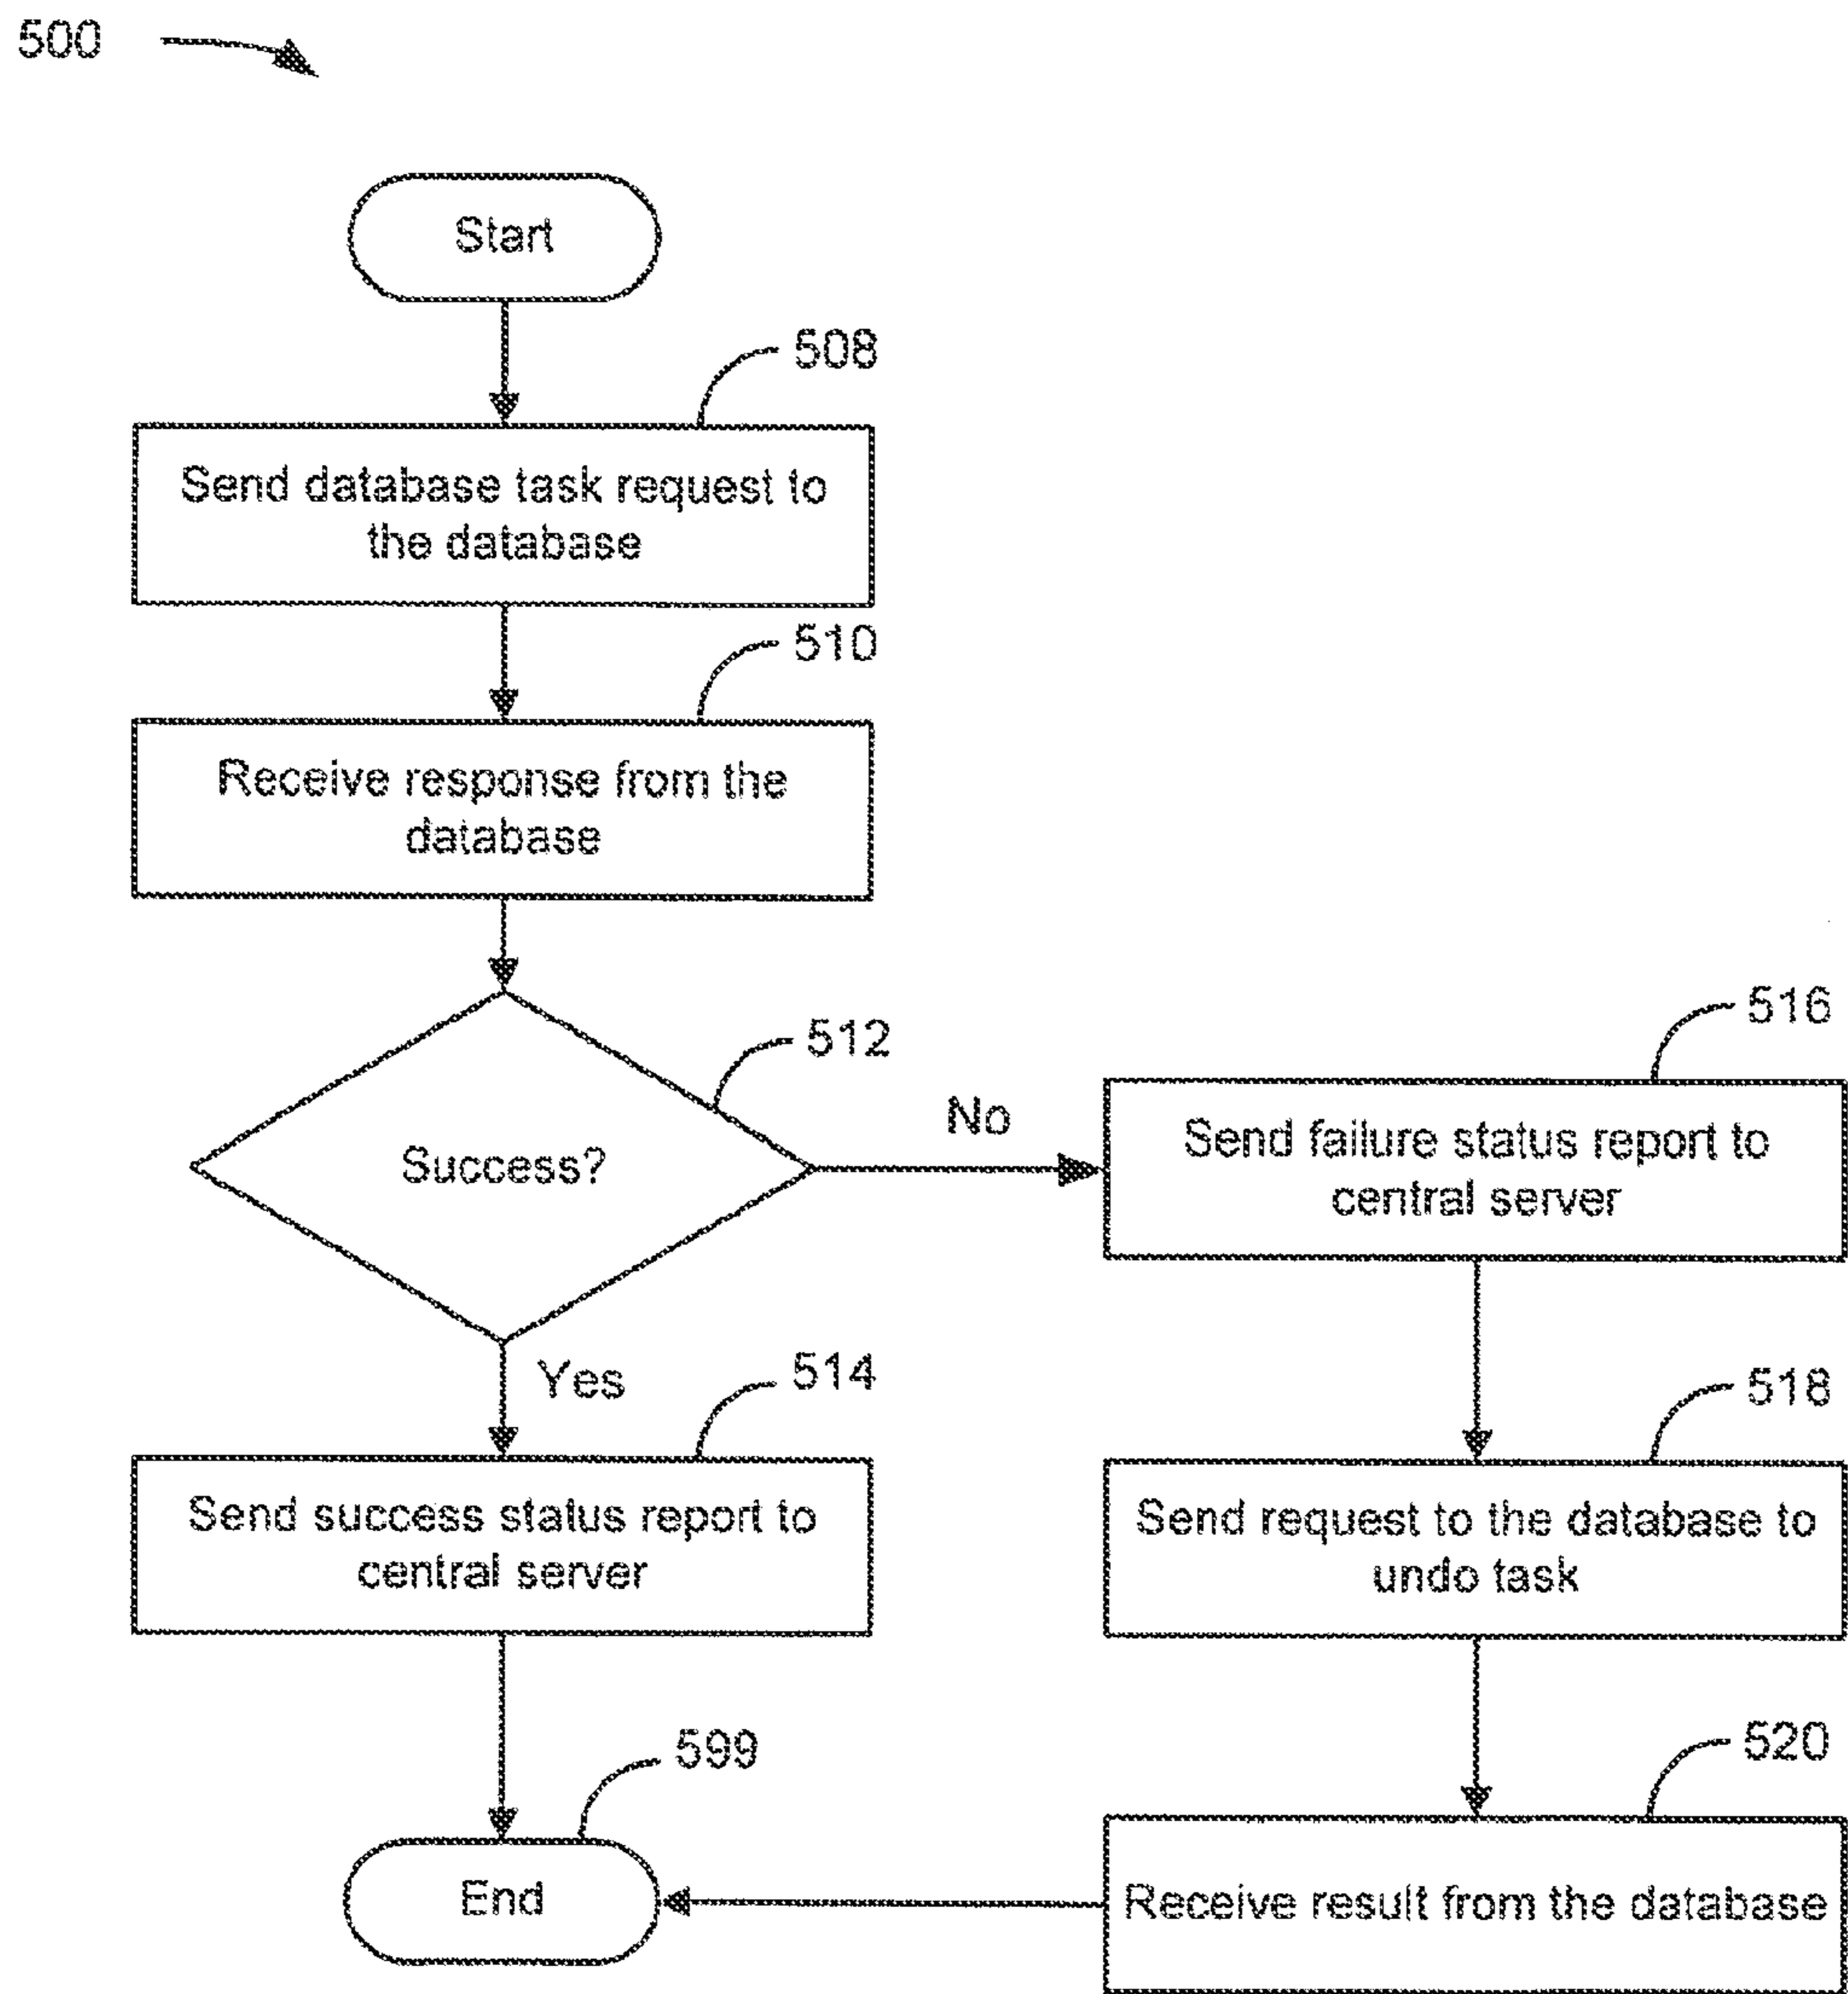 500
Start
508
Send database task request to
the database
510
Receive response from the
database
512
Success?
No
516
Send failure status report to
central server
Yes
514
Send success status report to
central server
518
Send request to the database to
undo task
599
End
520
Receive result from the database